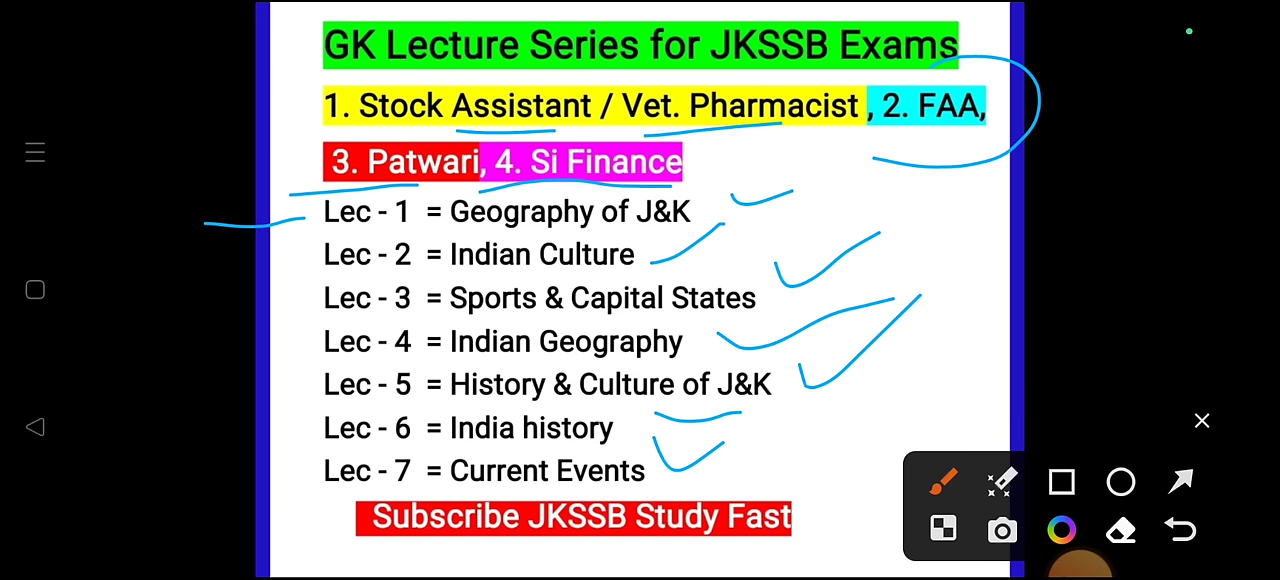 GK Lecture Series for JKSSB Exams
1. Stock Assistant / Vet. Pharmacist , 2. FAA,
3. Patwari, 4. Si Finance
Lec - 1 = Geography of J&K
Lec - 2 = Indian Culture
Lec - 3 = Sports & Capital States
Lec - 4 = Indian Geography
Lec - 5 = History & Culture of J&K
Lec - 6 = India history
Lec - 7 = Current Events
Subscribe JKSSB Study Fast